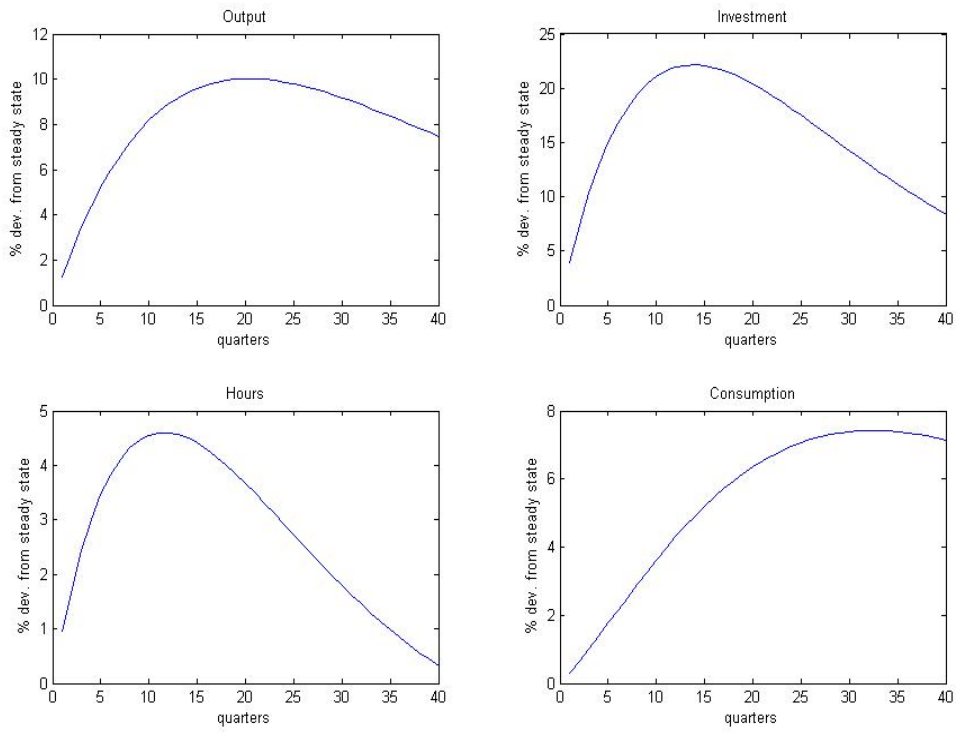 Output
% dev. from steady state
12
10
8
6
4
2
0
0 5 10 15 20 25 30 35 40
quarters
Investment
% dev. from steady state
25
20
15
10
5
0
0 5 10 15 20 25 30 35 40
quarters
Hours
% dev. from steady state
5
4
3
2
1
0
0 5 10 15 20 25 30 35 40
quarters
Consumption
% dev. from steady state
8
6
4
2
0
0 5 10 15 20 25 30 35 40
quarters